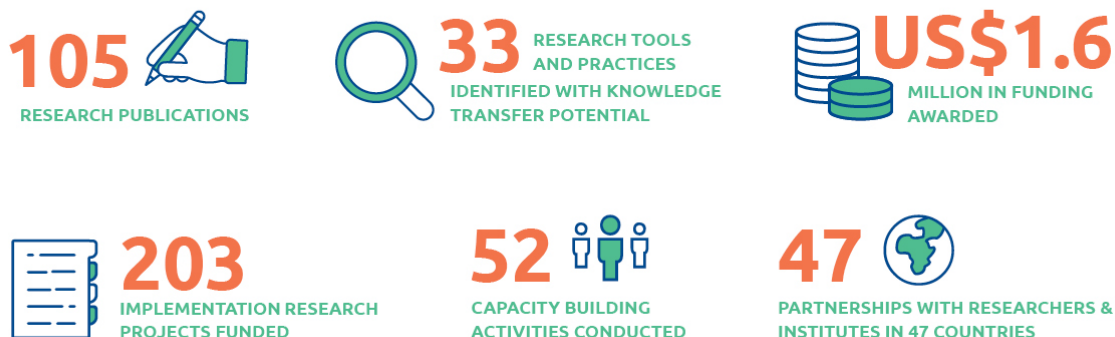 105
RESEARCH PUBLICATIONS
33
RESEARCH TOOLS
AND PRACTICES
IDENTIFIED WITH KNOWLEDGE
TRANSFER POTENTIAL
US$1.6
MILLION IN FUNDING
AWARDED
203
IMPLEMENTATION RESEARCH
PROJECTS FUNDED
52
CAPACITY BUILDING
ACTIVITIES CONDUCTED
47
PARTNERSHIPS WITH RESEARCHERS &
INSTITUTES IN 47 COUNTRIES